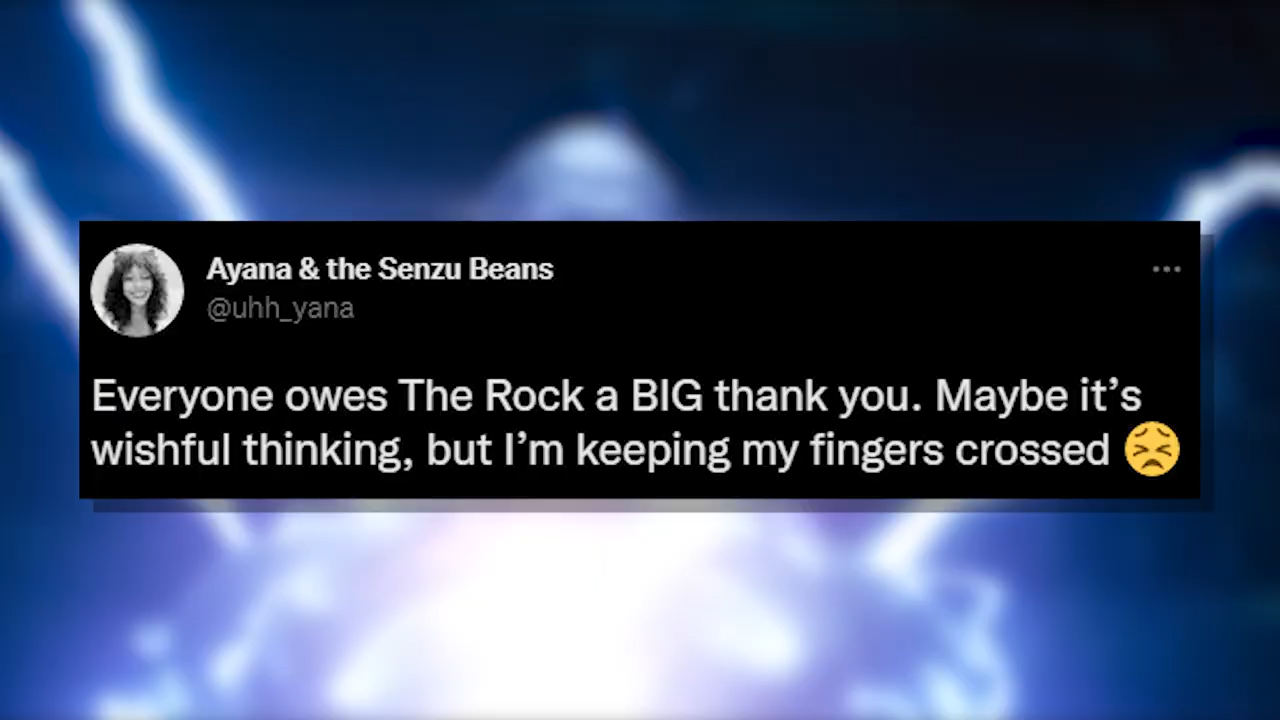 Ayana & the Senzu Beans
@uhh_yana
Everyone owes The Rock a BIG thank you. Maybe it’s
wishful thinking, but I’m keeping my fingers crossed 😣